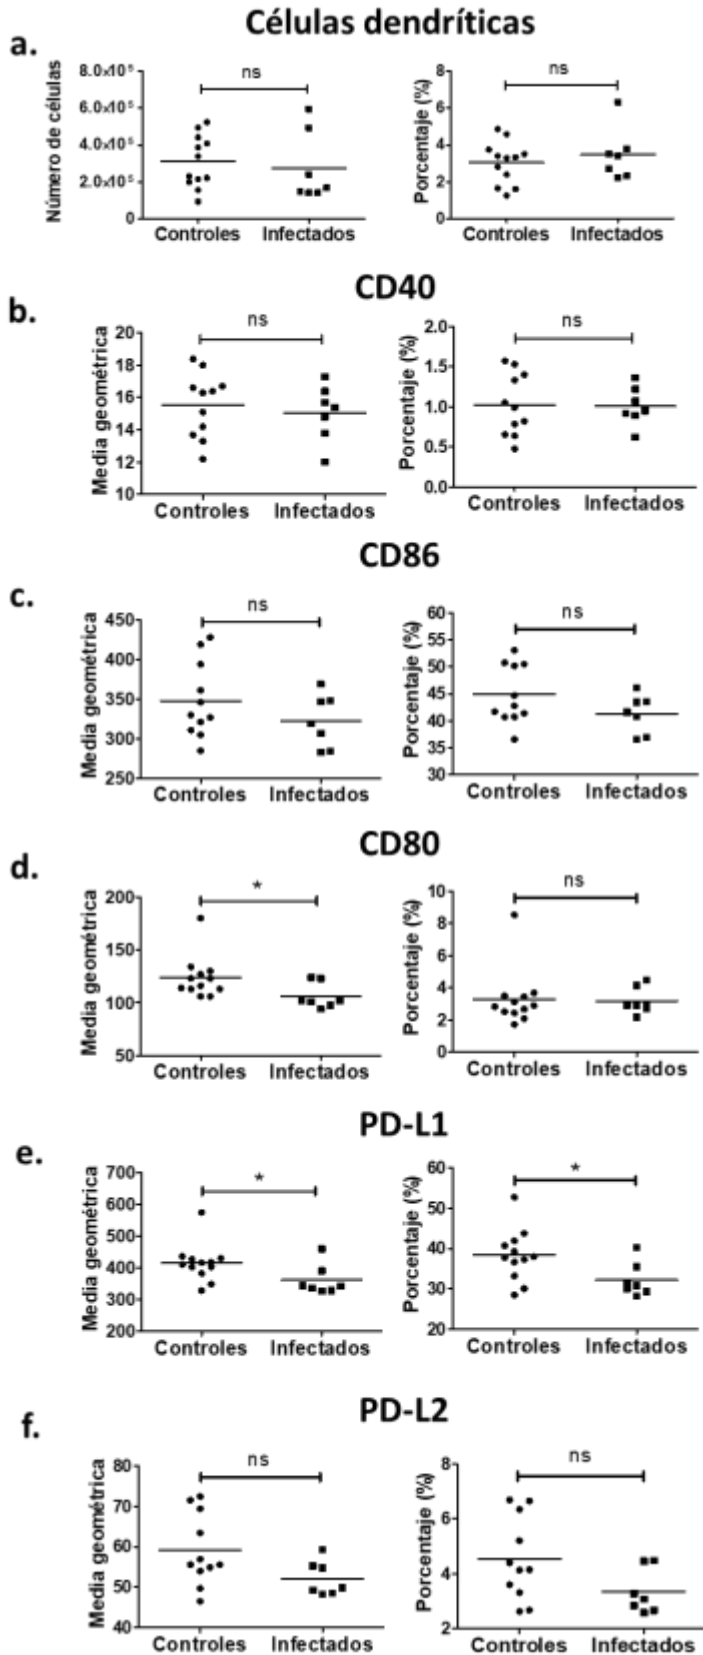 Células dendríticas
a.
Número de células
8.0x10⁵
6.0x10⁵
4.0x10⁵
2.0x10⁵
0
ns
Controles Infectados
Porcentaje (%)
8
6
4
2
0
ns
Controles Infectados
CD40
b.
Media geométrica
20
18
16
14
12
10
ns
Controles Infectados
Porcentaje (%)
2.0
1.5
1.0
0.5
0.0
ns
Controles Infectados
CD86
c.
Media geométrica
450
400
350
300
250
ns
Controles Infectados
Porcentaje (%)
60
55
50
45
40
35
30
ns
Controles Infectados
CD80
d.
Media geométrica
200
150
100
50
*
Controles Infectados
Porcentaje (%)
10
8
6
4
2
0
ns
Controles Infectados
PD-L1
e.
Media geométrica
700
600
500
400
300
200
*
Controles Infectados
Porcentaje (%)
60
50
40
30
20
*
Controles Infectados
PD-L2
f.
Media geométrica
80
70
60
50
40
ns
Controles Infectados
Porcentaje (%)
8
6
4
2
ns
Controles Infectados